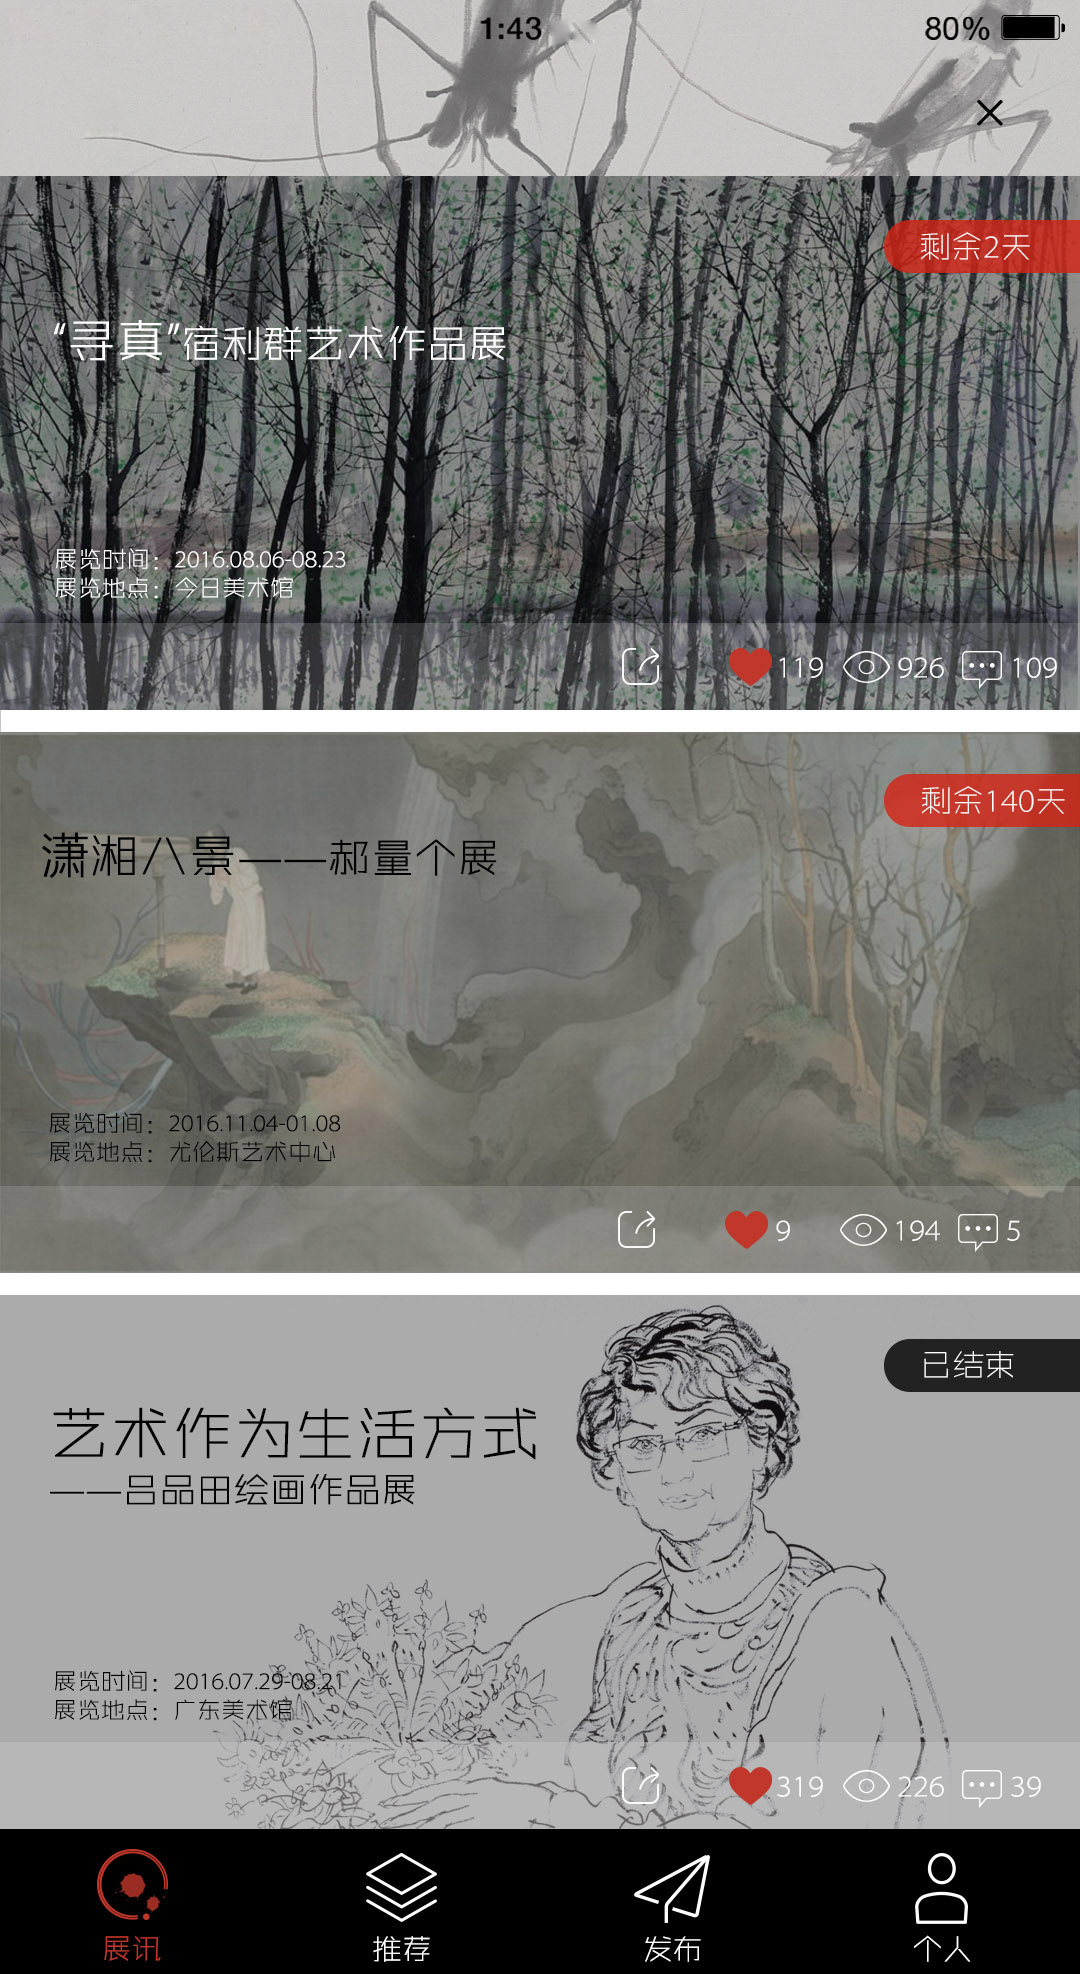 1:43
80%
剩余2天
“寻真”宿利群艺术作品展
展览时间：2016.08.06-08.23
展览地点：今日美术馆
119 926 109
剩余140天
潇湘八景——郝量个展
展览时间：2016.11.04-01.08
展览地点：尤伦斯艺术中心
9 194 5
已结束
艺术作为生活方式
——吕品田绘画作品展
展览时间：2016.07.29-08.21
展览地点：广东美术馆
319 226 39
展讯 推荐 发布 个人